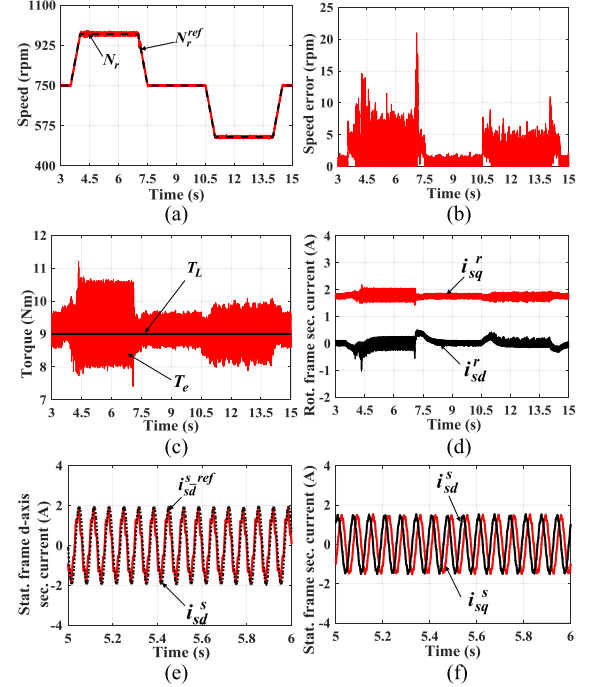 1100
925
750
575
400
Speed (rpm)
N_r
N_r^ref
3 4.5 6 7.5 9 10.5 12 13.5 15
Time (s)
(a)
25
20
15
10
5
0
Speed error (rpm)
3 4.5 6 7.5 9 10.5 12 13.5 15
Time (s)
(b)
12
11
10
9
8
7
Torque (Nm)
T_L
T_e
3 4.5 6 7.5 9 10.5 12 13.5 15
Time (s)
(c)
4
3
2
1
0
-1
-2
Rot. frame sec. current (A)
i_sq^r
i_sd^r
3 4.5 6 7.5 9 10.5 12 13.5 15
Time (s)
(d)
4
2
0
-2
-4
Stat. frame d-axis
sec. current (A)
i_sd^s_ref
i_sd^s
5 5.2 5.4 5.6 5.8 6
Time (s)
(e)
4
2
0
-2
-4
Stat. frame sec. current (A)
i_sd^s
i_sq^s
5 5.2 5.4 5.6 5.8 6
Time (s)
(f)